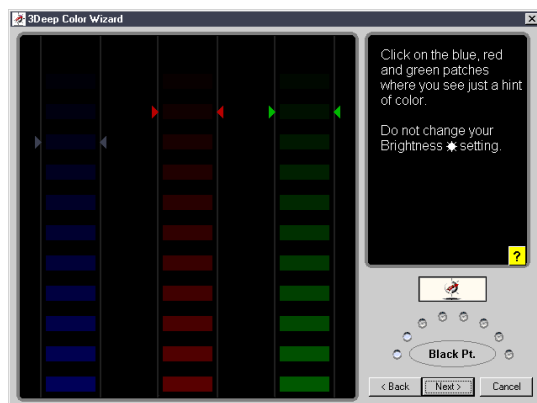 3Deep Color Wizard
Click on the blue, red
and green patches
where you see just a hint
of color.
Do not change your
Brightness setting.
?
Black Pt.
< Back
Next >
Cancel